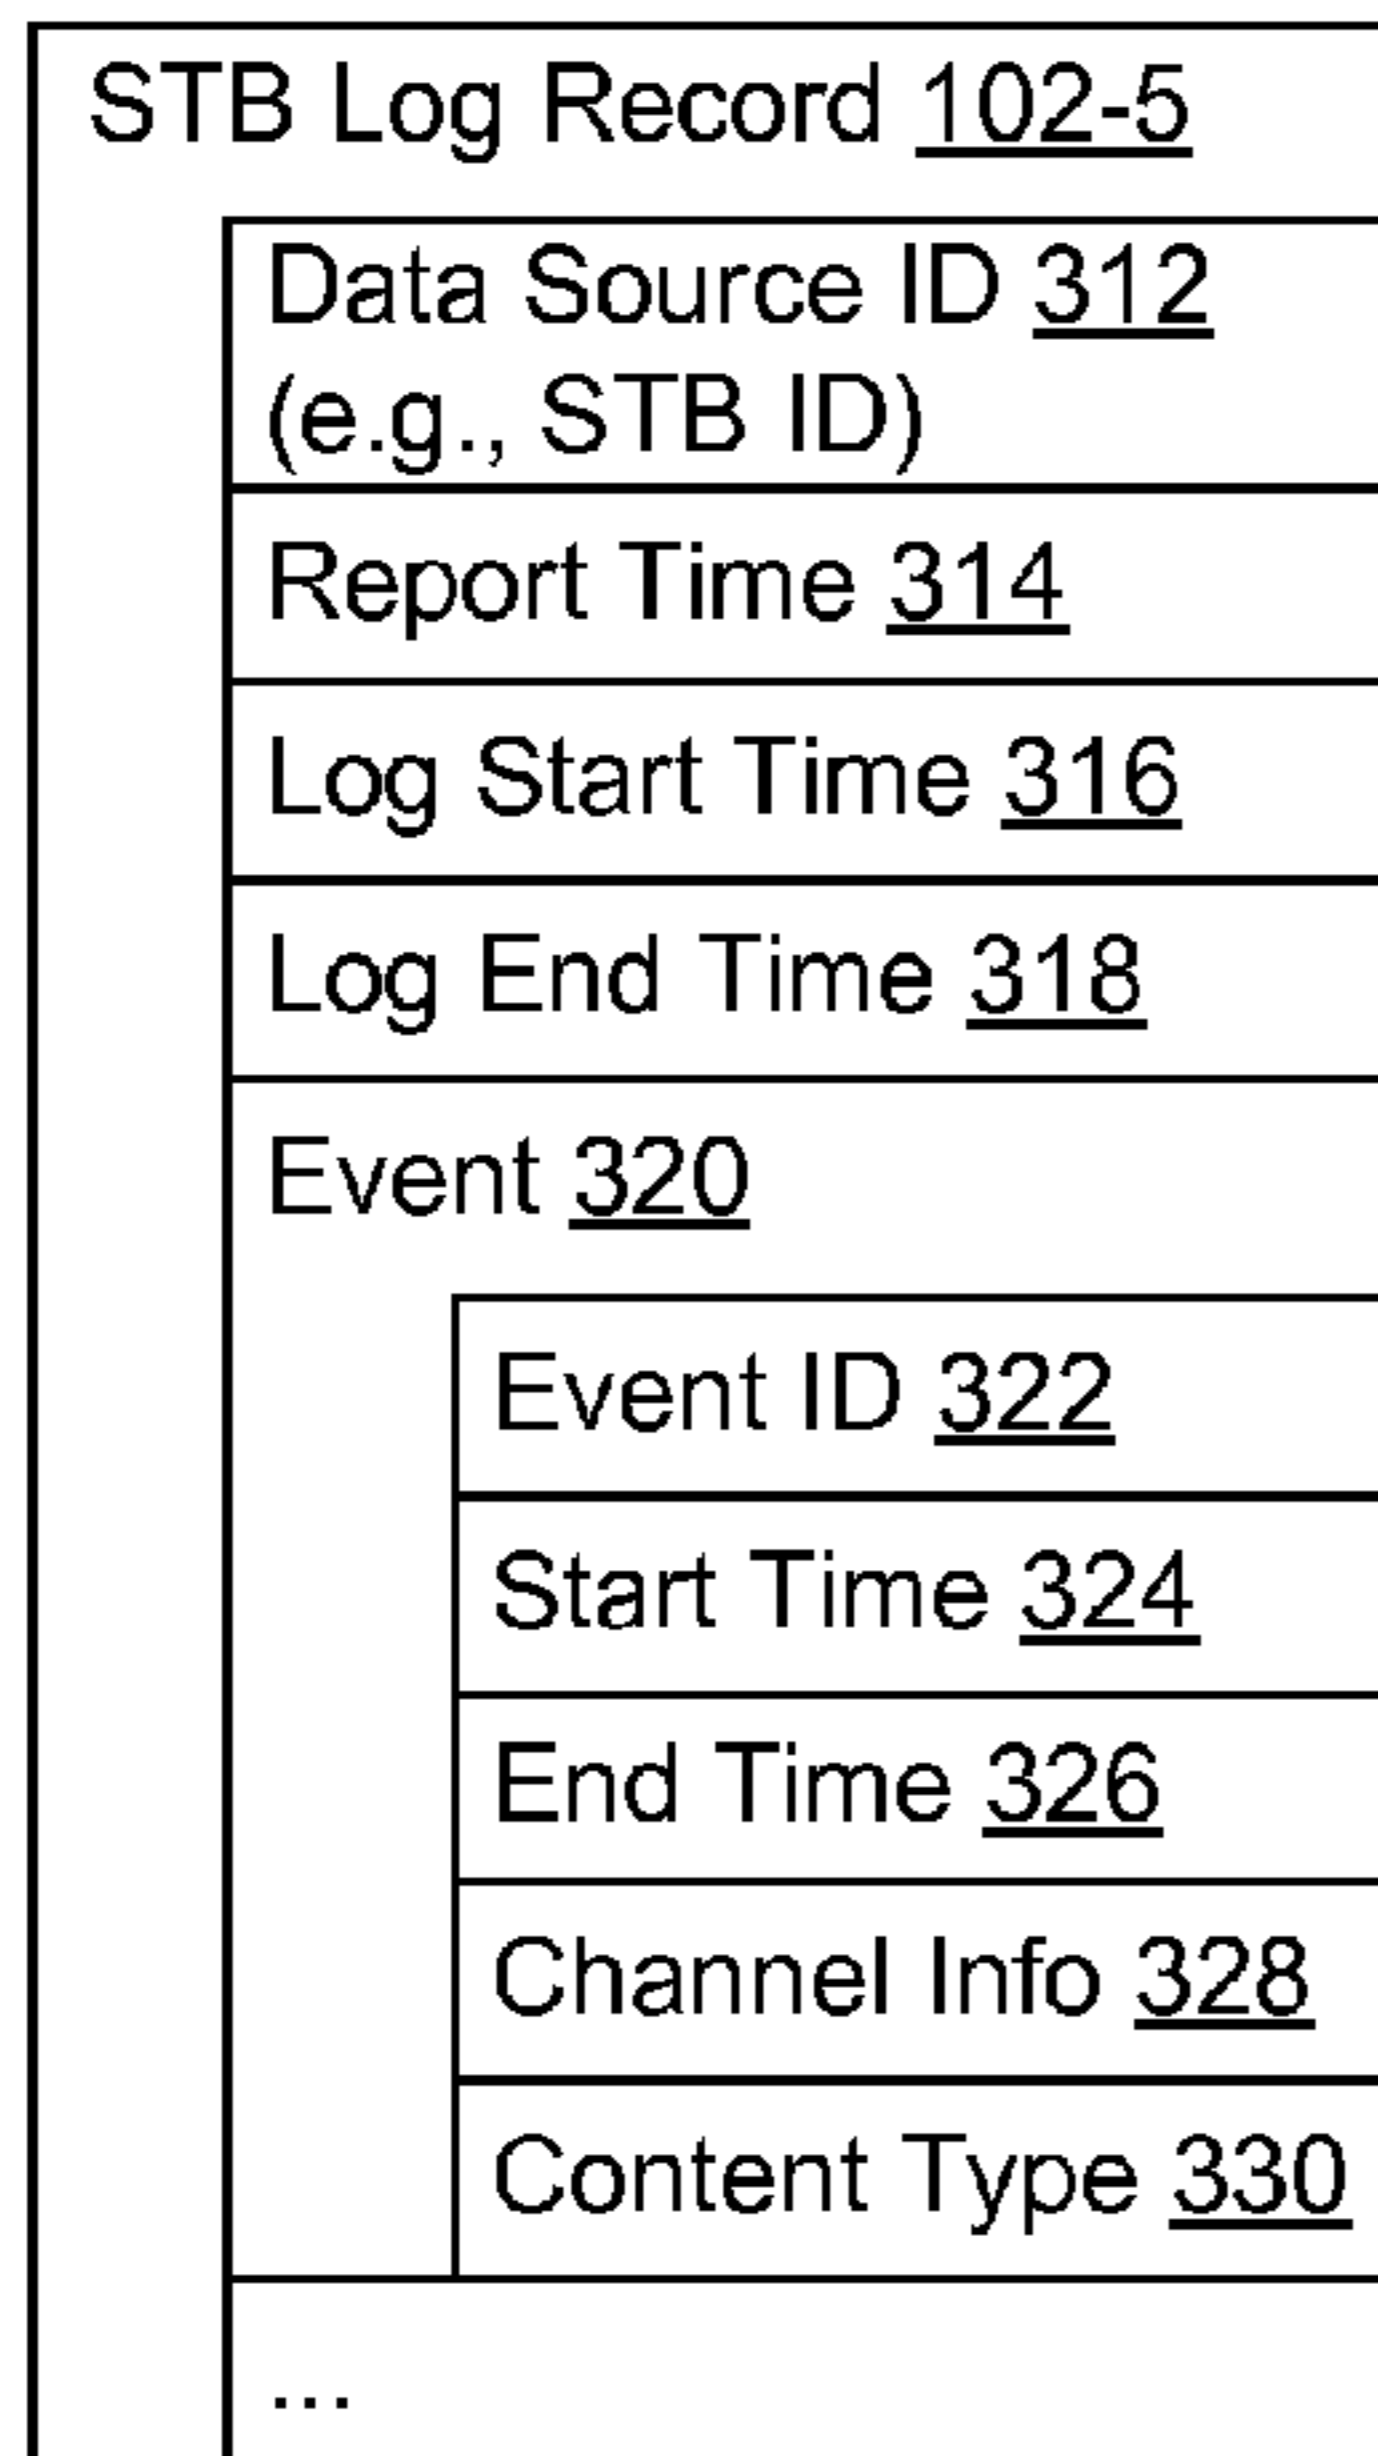 STB Log Record 102-5
Data Source ID 312
(e.g., STB ID)
Report Time 314
Log Start Time 316
Log End Time 318
Event 320
Event ID 322
Start Time 324
End Time 326
Channel Info 328
Content Type 330
...